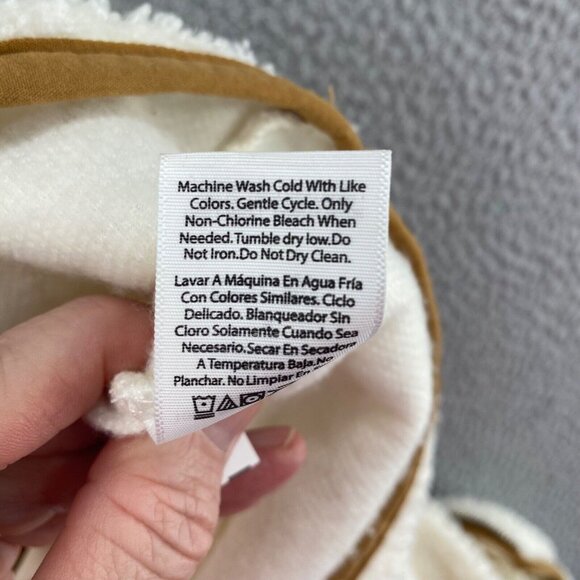 Machine Wash Cold With Like
Colors. Gentle Cycle. Only
Non-Chlorine Bleach When
Needed.Tumble dry low.Do
Not Iron.Do Not Dry Clean.
Lavar A Máquina En Agua Fría
Con Colores Similares. Ciclo
Delicado. Blanqueador Sin
Cloro Solamente Cuando Sea
Necesario.Secar En Secadora
A Temperatura Baja.No
Planchar. No Limpiar En